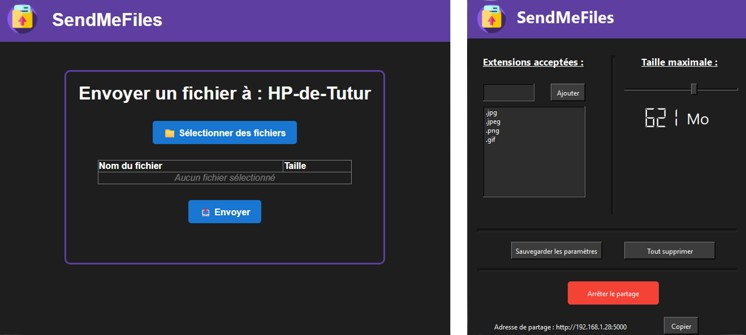 SendMeFiles
Envoyer un fichier à : HP-de-Tutur
Sélectionner des fichiers
Nom du fichier Taille
Aucun fichier sélectionné
Envoyer
SendMeFiles
Extensions acceptées :
Ajouter
.jpg
.jpeg
.png
.gif
Taille maximale :
621 Mo
Sauvegarder les paramètres Tout supprimer
Arrêter le partage
Adresse de partage : http://192.168.1.28:5000 Copier